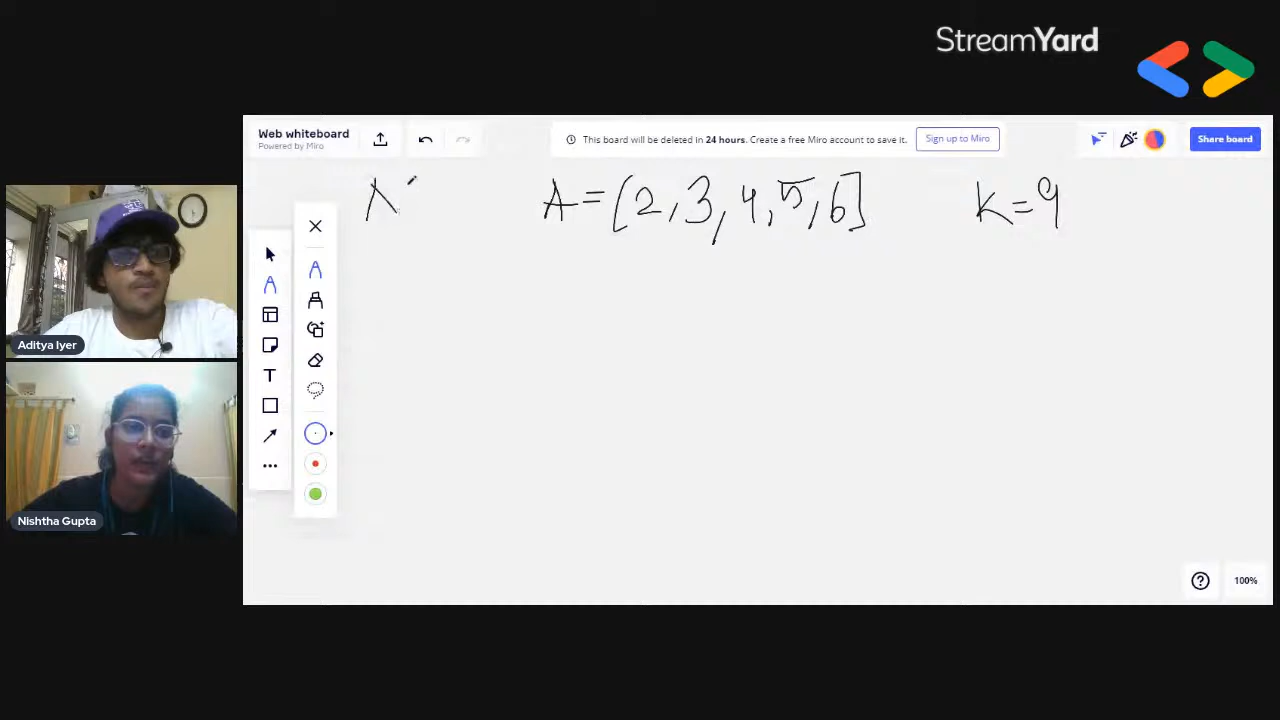 StreamYard
Web whiteboard
Powered by Miro
This board will be deleted in 24 hours. Create a free Miro account to save it.
Sign up to Miro
Share board
A = [2, 3, 4, 5, 6]
K = 9
T
Aditya Iyer
Nishtha Gupta
100%